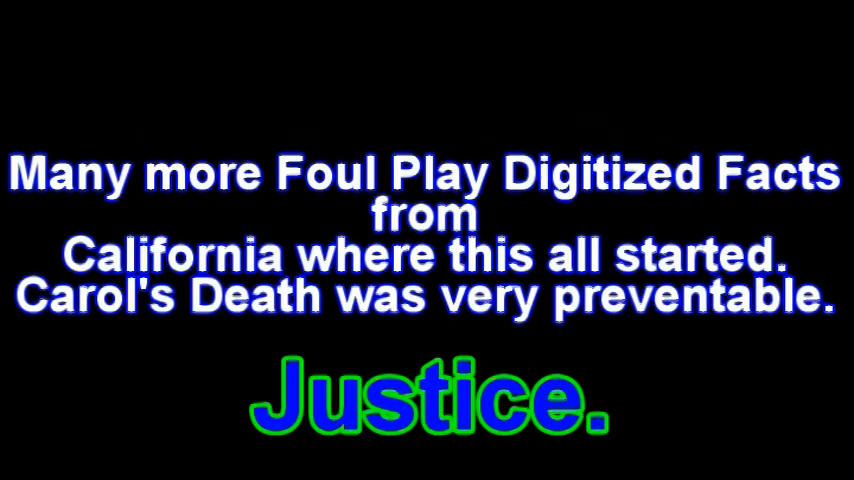 Many more Foul Play Digitized Facts
from
California where this all started.
Carol's Death was very preventable.
Justice.